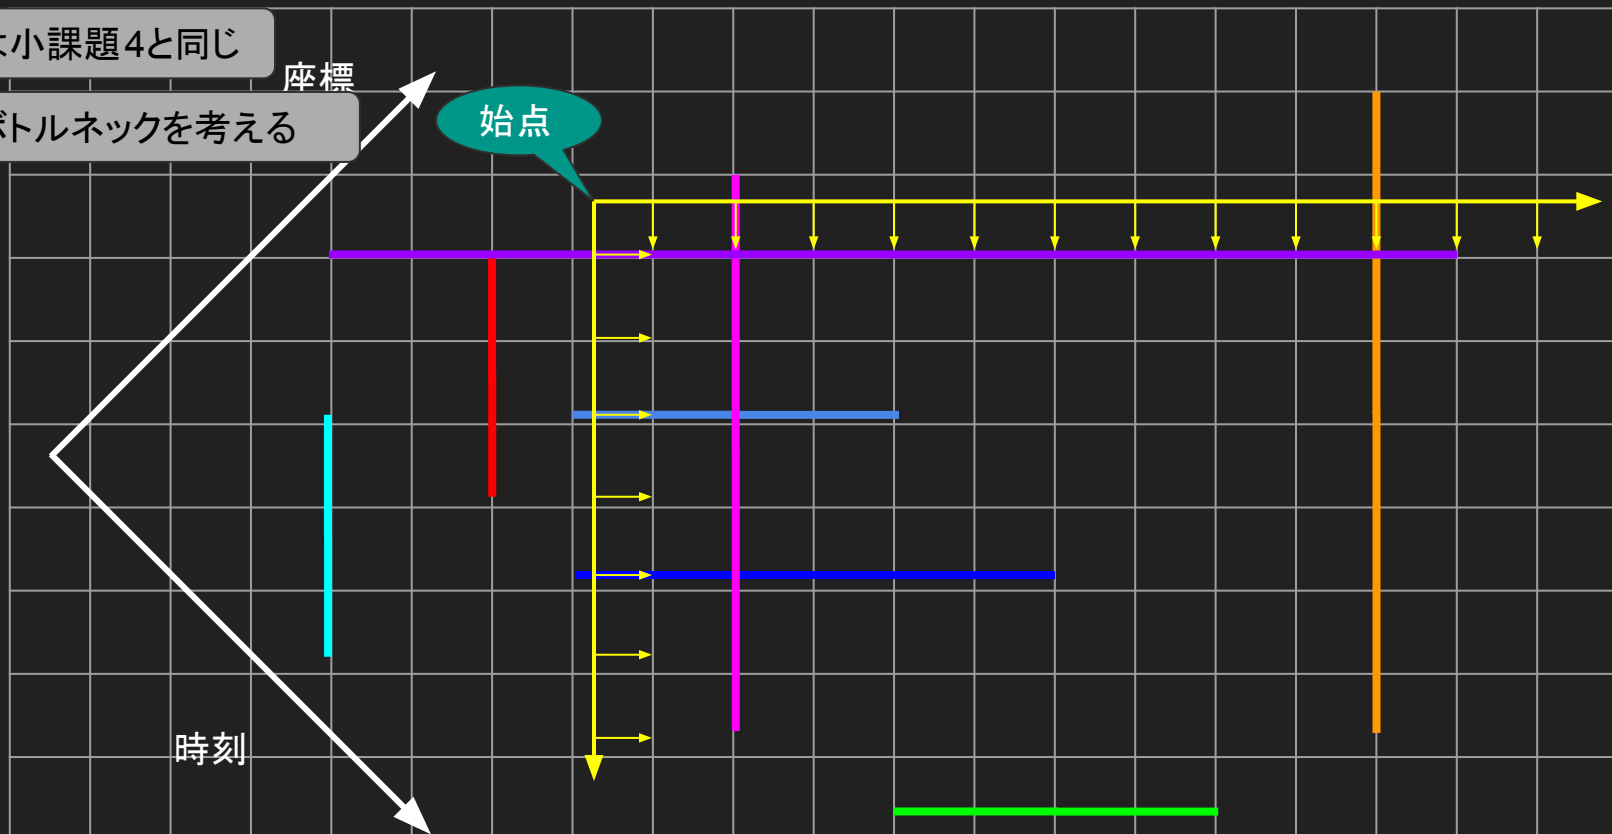 小課題4と同じ
座標
トルネックを考える
始点
時刻